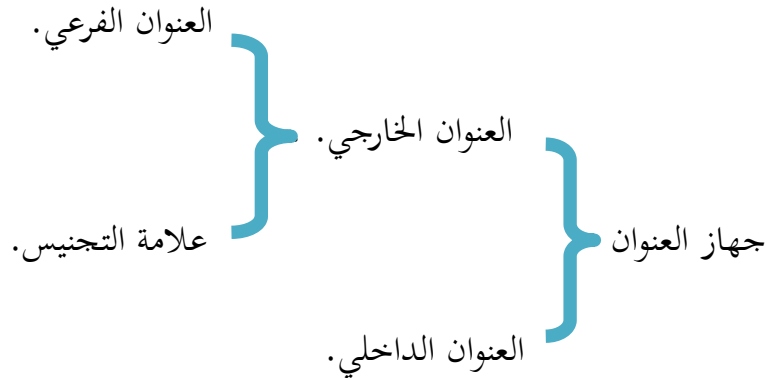 العنوان الفرعي.
العنوان الخارجي.
علامة التجنيس.
جهاز العنوان
العنوان الداخلي.